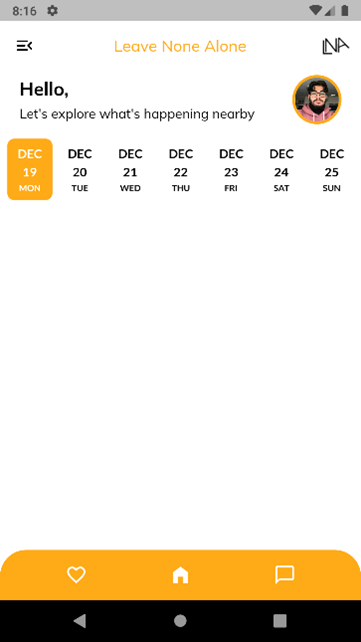 8:16
Leave None Alone
LNA
Hello,
Let's explore what's happening nearby
DEC DEC DEC DEC DEC DEC DEC
19 20 21 22 23 24 25
MON TUE WED THU FRI SAT SUN